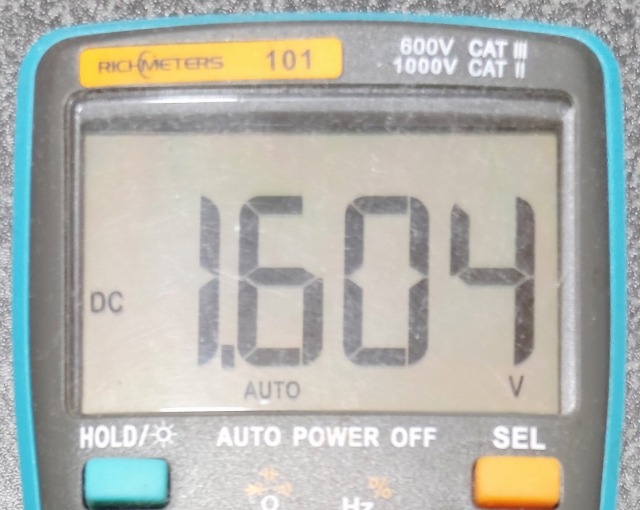 RICHMETERS 101
600V CAT III
1000V CAT II
DC 1.604 V
AUTO
HOLD/ AUTO POWER OFF SEL
Ω Hz %